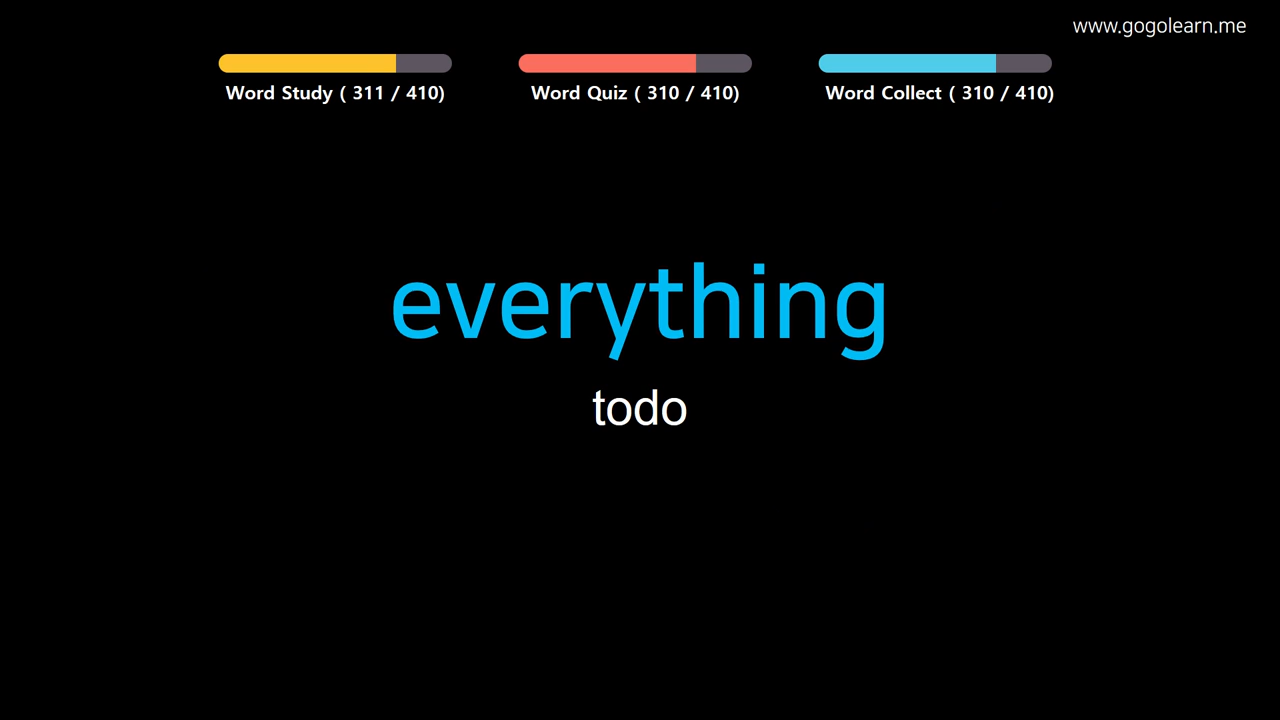 www.gogolearn.me
Word Study ( 311 / 410)
Word Quiz ( 310 / 410)
Word Collect ( 310 / 410)
everything
todo